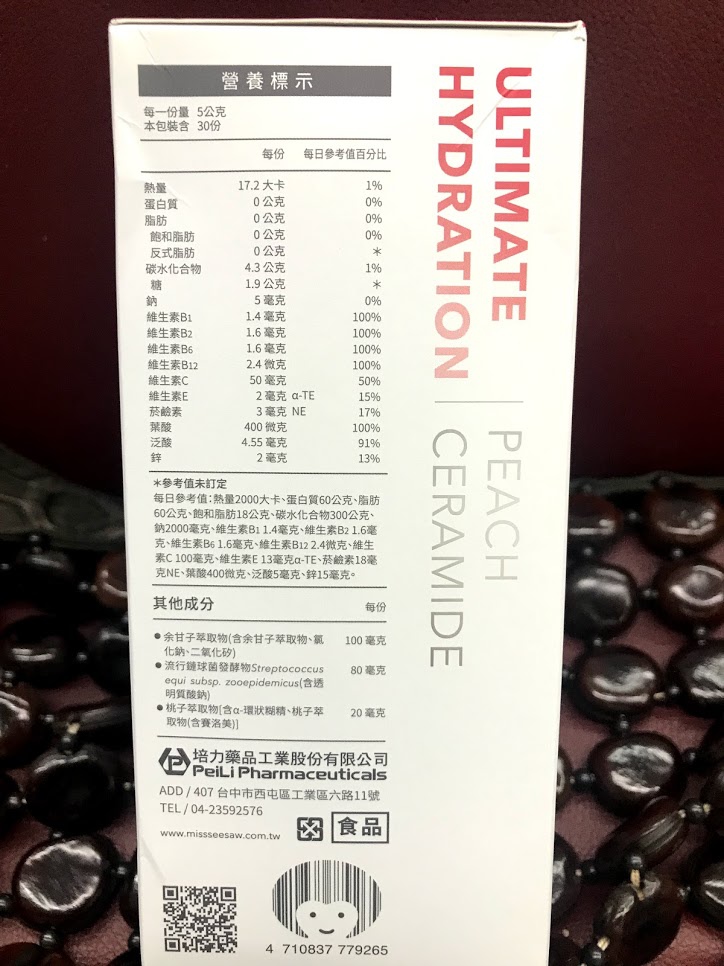 營養標示
每一份量 5公克
本包裝含 30份
每份 每日參考值百分比
熱量 17.2 大卡 1%
蛋白質 0 公克 0%
脂肪 0 公克 0%
飽和脂肪 0 公克 0%
反式脂肪 0 公克 *
碳水化合物 4.3 公克 1%
糖 1.9 公克 *
鈉 5 毫克 0%
維生素B1 1.4 毫克 100%
維生素B2 1.6 毫克 100%
維生素B6 1.6 毫克 100%
維生素B12 2.4 微克 100%
維生素C 50 毫克 50%
維生素E 2 毫克 α-TE 15%
菸鹼素 3 毫克 NE 17%
葉酸 400 微克 100%
泛酸 4.55 毫克 91%
鋅 2 毫克 13%
*參考值未訂定
每日參考值:熱量2000大卡、蛋白質60公克、脂肪
60公克、飽和脂肪18公克、碳水化合物300公克、
鈉2000毫克、維生素B1 1.4毫克、維生素B2 1.6毫
克、維生素B6 1.6毫克、維生素B12 2.4微克、維生
素C 100毫克、維生素E 13毫克α-TE、菸鹼素18毫
克NE、葉酸400微克、泛酸5毫克、鋅15毫克。
其他成分 每份
● 余甘子萃取物(含余甘子萃取物、氯 100 毫克
化鈉、二氧化矽)
● 流行鏈球菌發酵物Streptococcus 80 毫克
equi subsp. zooepidemicus(含透
明質酸鈉)
● 桃子萃取物[含α-環狀糊精、桃子萃 20 毫克
取物(含賽洛美)]
培力藥品工業股份有限公司
PeiLi Pharmaceuticals
ADD / 407 台中市西屯區工業區六路11號
TEL / 04-23592576
www.missseesaw.com.tw
食品
4 710837 779265
ULTIMATE
HYDRATION
PEACH
CERAMIDE